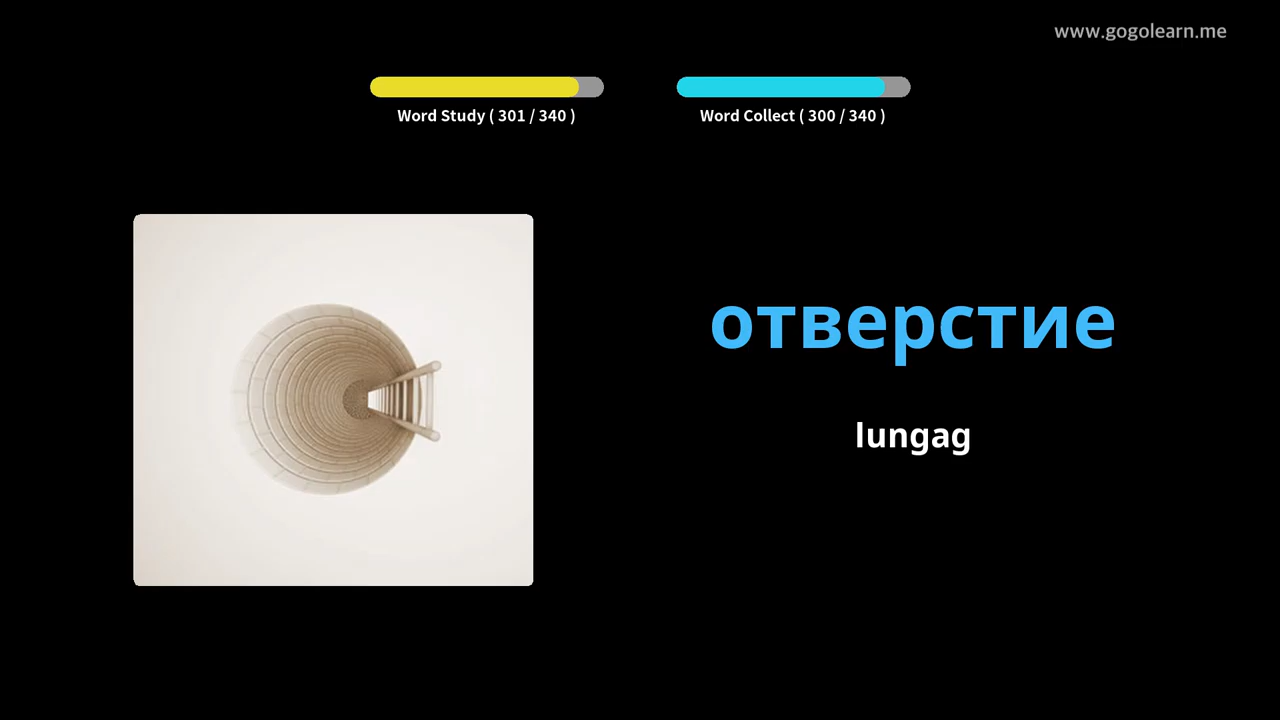 www.gogolearn.me
Word Study ( 301 / 340 )
Word Collect ( 300 / 340 )
отверстие
lungag